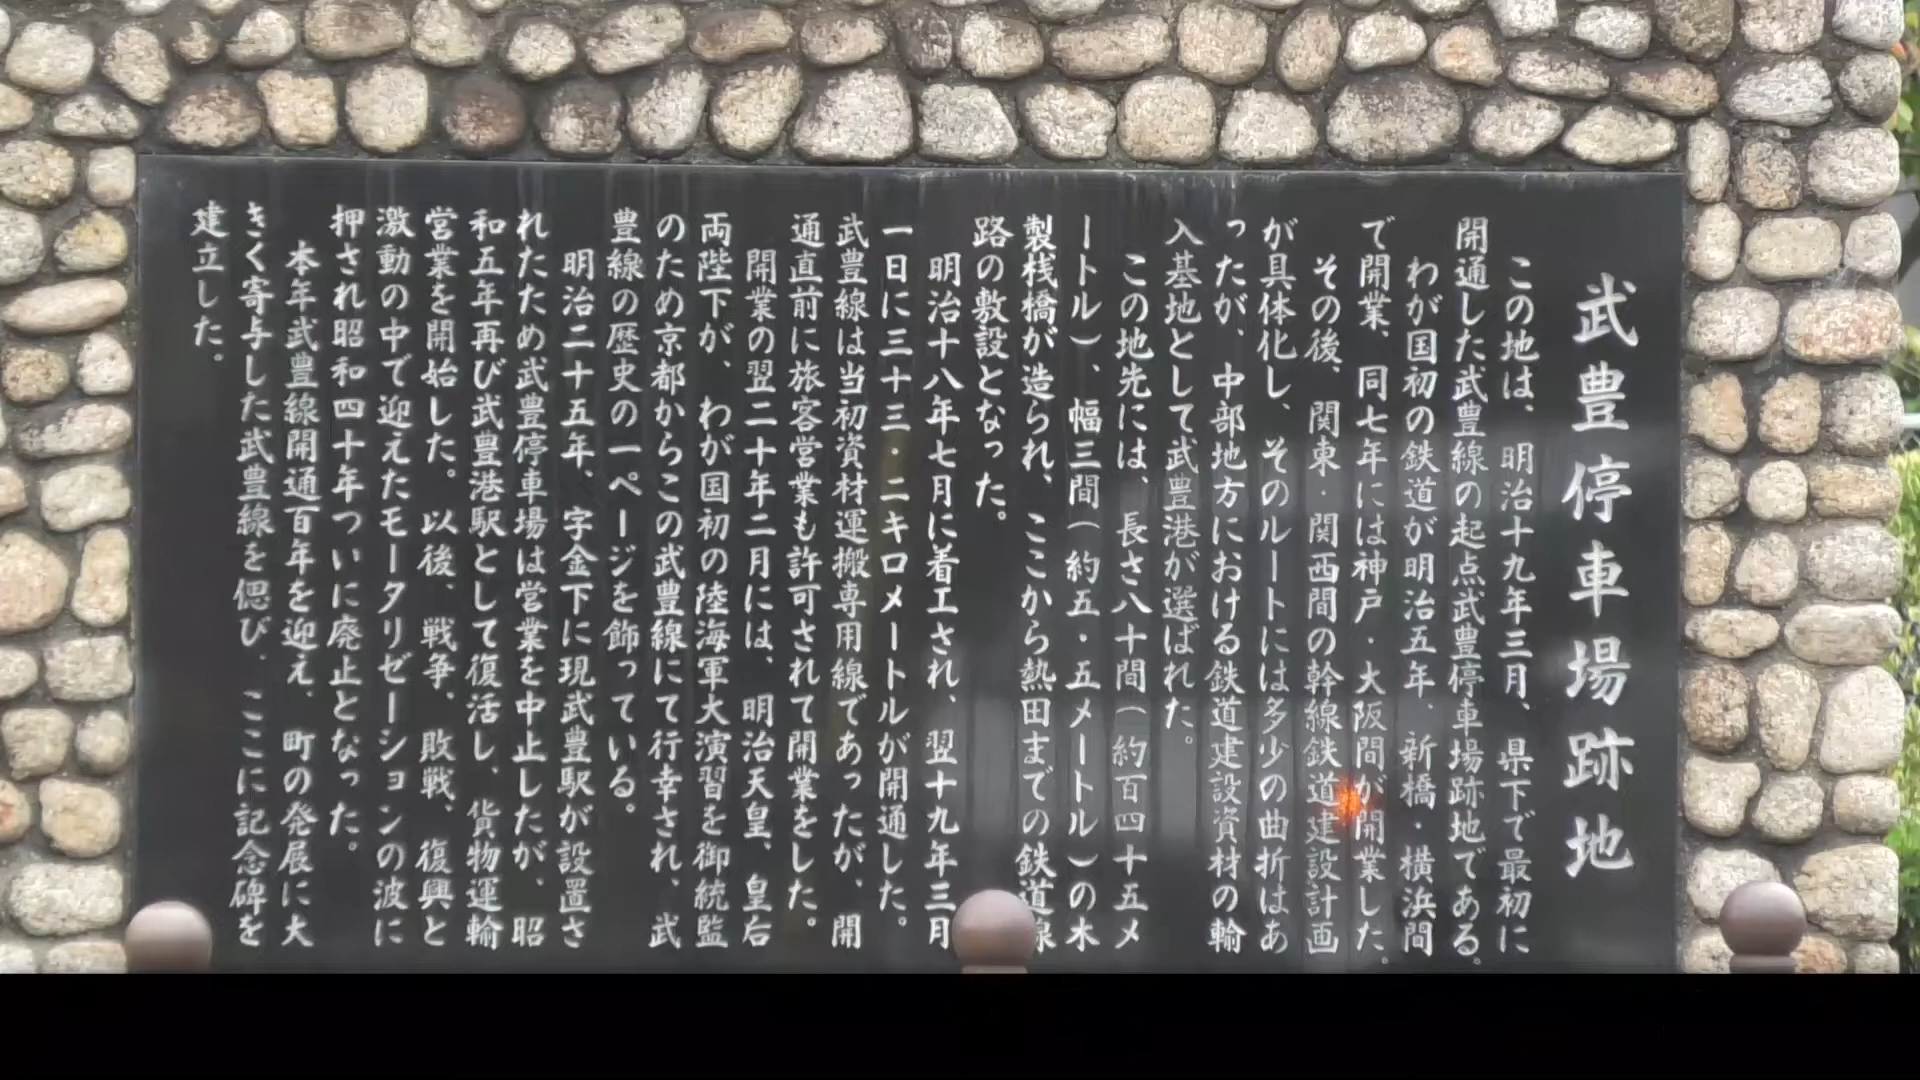 武豊停車場跡地
この地は、明治十九年三月、県下で最初に
開通した武豊線の起点武豊停車場跡地である。
わが国初の鉄道が明治五年、新橋・横浜間
で開業、同七年には神戸・大阪間が開業した。
その後、関東・関西間の幹線鉄道建設計画
が具体化し、そのルートには多少の曲折はあ
ったが、中部地方における鉄道建設資材の輸
入基地として武豊港が選ばれた。
この地先には、長さ八十間（約百四十五メ
ートル）、幅三間（約五・五メートル）の木
製桟橋が造られ、ここから熱田までの鉄道線
路の敷設となった。
明治十八年七月に着工され、翌十九年三月
一日に三十三・二キロメートルが開通した。
武豊線は当初資材運搬専用線であったが、開
通直前に旅客営業も許可されて開業をした。
開業の翌二十年二月には、明治天皇、皇后
両陛下が、わが国初の陸海軍大演習を御統監
のため京都からこの武豊線にて行幸され、武
豊線の歴史の一ページを飾っている。
明治二十五年、字金下に現武豊駅が設置さ
れたため武豊停車場は営業を中止したが、昭
和五年再び武豊港駅として復活し、貨物運輸
営業を開始した。以後、戦争、敗戦、復興と
激動の中で迎えたモータリゼーションの波に
押され昭和四十年ついに廃止となった。
本年武豊線開通百年を迎え、町の発展に大
きく寄与した武豊線を偲び、ここに記念碑を
建立した。